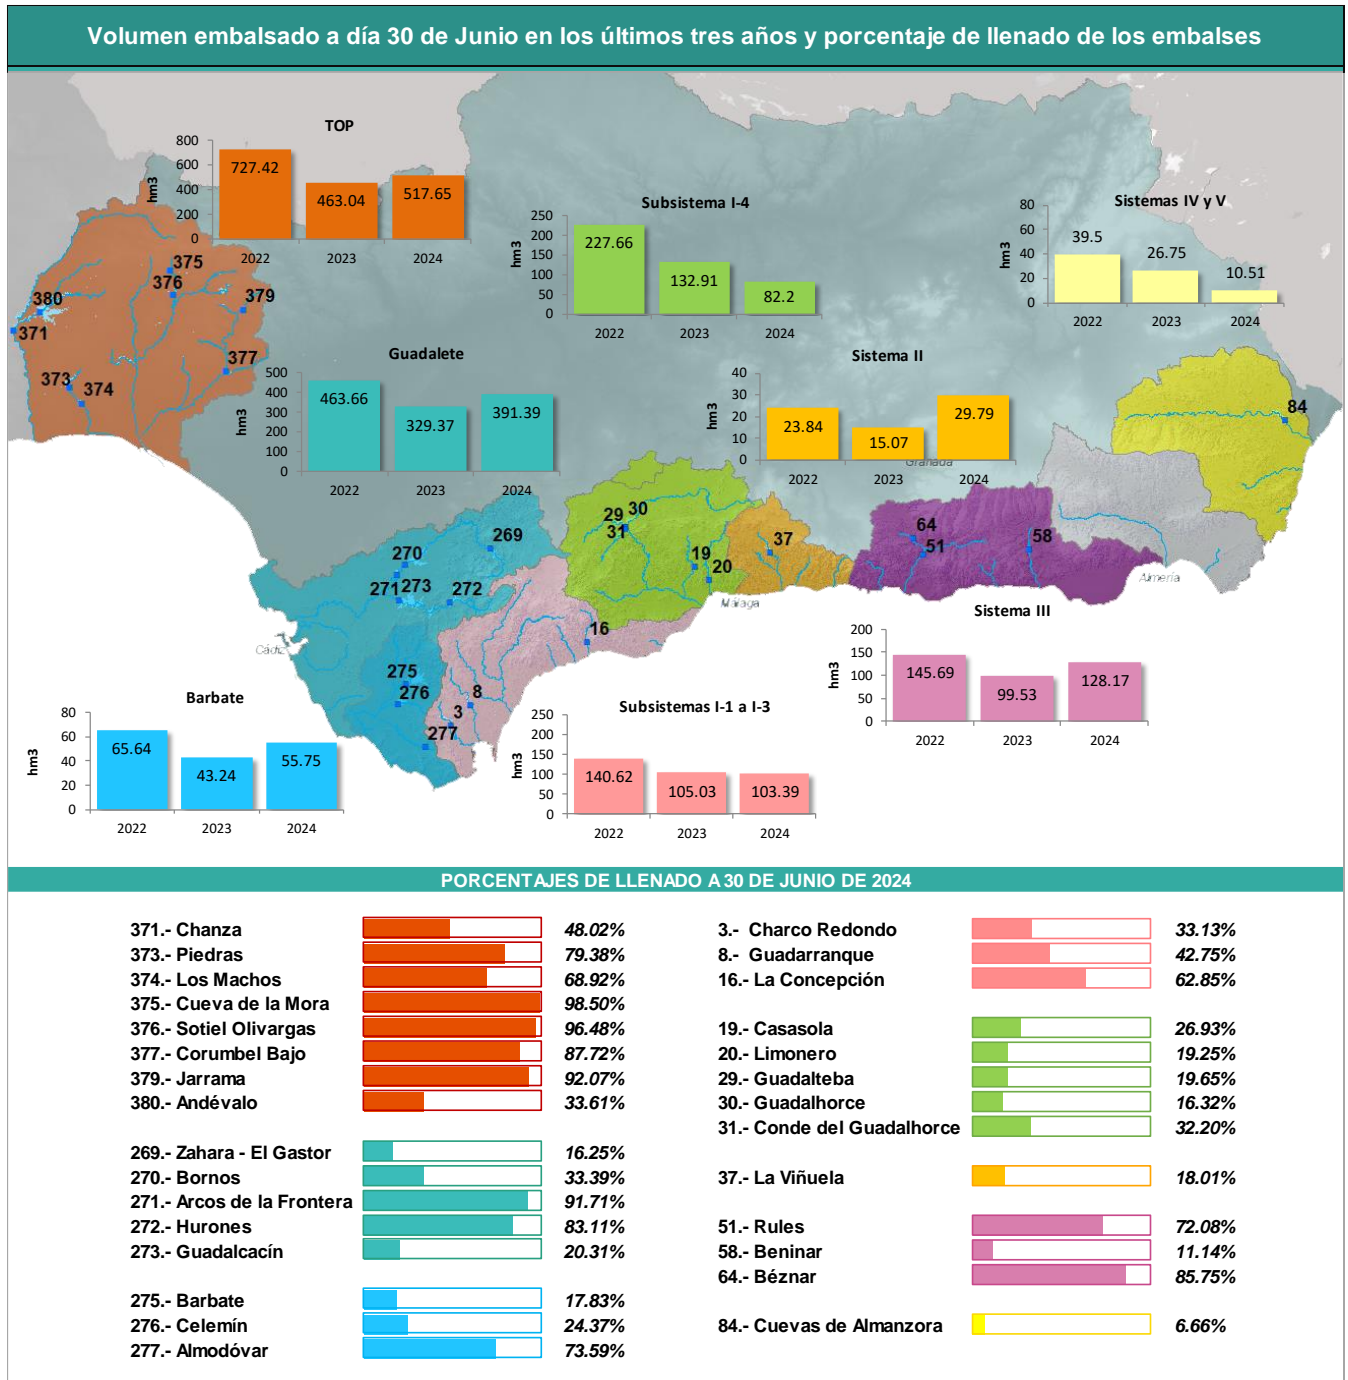 Volumen embalsado a día 30 de Junio en los últimos tres años y porcentaje de llenado de los embalses
TOP
hm3
800
600
400
200
0
727.42
463.04
517.65
2022
2023
2024
Subsistema I-4
hm3
250
200
150
100
50
0
227.66
132.91
82.2
2022
2023
2024
Sistemas IV y V
hm3
80
60
40
20
0
39.5
26.75
10.51
2022
2023
2024
Guadalete
hm3
500
400
300
200
100
0
463.66
329.37
391.39
2022
2023
2024
Sistema II
hm3
40
30
20
10
0
23.84
15.07
29.79
2022
2023
2024
Granada
375
376
380
379
371
377
373
374
84
269
270
271
273
272
29
30
31
19
20
37
64
51
58
16
275
276
8
3
277
Cádiz
Málaga
Almería
Sistema III
hm3
200
150
100
50
0
145.69
99.53
128.17
2022
2023
2024
Barbate
hm3
80
60
40
20
0
65.64
43.24
55.75
2022
2023
2024
Subsistemas I-1 a I-3
hm3
250
200
150
100
50
0
140.62
105.03
103.39
2022
2023
2024
PORCENTAJES DE LLENADO A 30 DE JUNIO DE 2024
371.- Chanza 48.02%
373.- Piedras 79.38%
374.- Los Machos 68.92%
375.- Cueva de la Mora 98.50%
376.- Sotiel Olivargas 96.48%
377.- Corumbel Bajo 87.72%
379.- Jarrama 92.07%
380.- Andévalo 33.61%
269.- Zahara - El Gastor 16.25%
270.- Bornos 33.39%
271.- Arcos de la Frontera 91.71%
272.- Hurones 83.11%
273.- Guadalcacín 20.31%
275.- Barbate 17.83%
276.- Celemín 24.37%
277.- Almodóvar 73.59%
3.- Charco Redondo 33.13%
8.- Guadarranque 42.75%
16.- La Concepción 62.85%
19.- Casasola 26.93%
20.- Limonero 19.25%
29.- Guadalteba 19.65%
30.- Guadalhorce 16.32%
31.- Conde del Guadalhorce 32.20%
37.- La Viñuela 18.01%
51.- Rules 72.08%
58.- Beninar 11.14%
64.- Béznar 85.75%
84.- Cuevas de Almanzora 6.66%